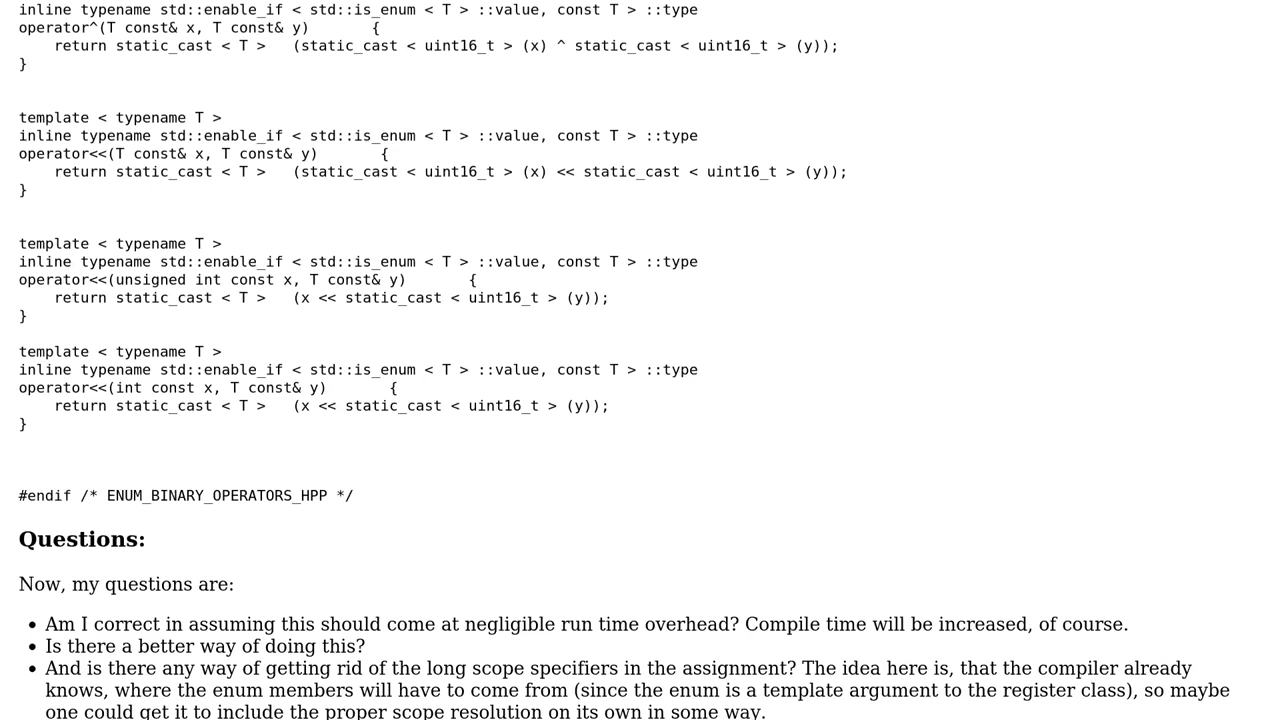 inline typename std::enable_if < std::is_enum < T > ::value, const T > ::type
operator^(T const& x, T const& y)       {
    return static_cast < T >   (static_cast < uint16_t > (x) ^ static_cast < uint16_t > (y));
}
template < typename T >
inline typename std::enable_if < std::is_enum < T > ::value, const T > ::type
operator<<(T const& x, T const& y)       {
    return static_cast < T >   (static_cast < uint16_t > (x) << static_cast < uint16_t > (y));
}
template < typename T >
inline typename std::enable_if < std::is_enum < T > ::value, const T > ::type
operator<<(unsigned int const x, T const& y)       {
    return static_cast < T >   (x << static_cast < uint16_t > (y));
}
template < typename T >
inline typename std::enable_if < std::is_enum < T > ::value, const T > ::type
operator<<(int const x, T const& y)       {
    return static_cast < T >   (x << static_cast < uint16_t > (y));
}
#endif /* ENUM_BINARY_OPERATORS_HPP */
Questions:
Now, my questions are:
• Am I correct in assuming this should come at negligible run time overhead? Compile time will be increased, of course.
• Is there a better way of doing this?
• And is there any way of getting rid of the long scope specifiers in the assignment? The idea here is, that the compiler already
knows, where the enum members will have to come from (since the enum is a template argument to the register class), so maybe
one could get it to include the proper scope resolution on its own in some way.